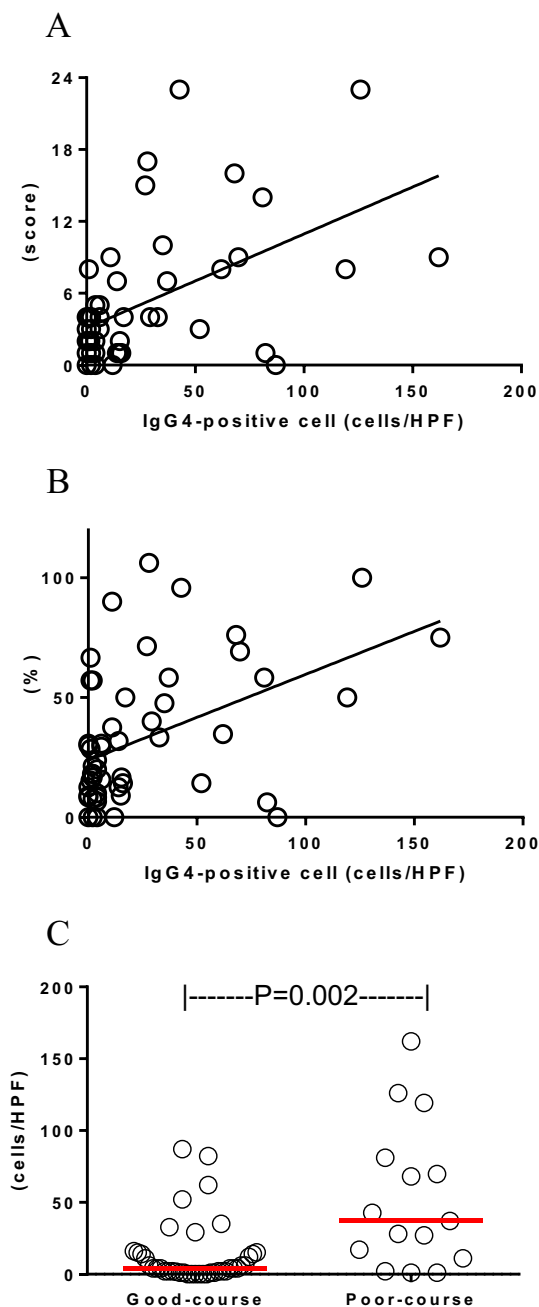 A
24
18
12
6
0
(score)
0 50 100 150 200
IgG4-positive cell (cells/HPF)
B
100
50
0
(%)
0 50 100 150 200
IgG4-positive cell (cells/HPF)
C
200
150
100
50
0
(cells/HPF)
|-------P=0.002-------|
Good-course Poor-course